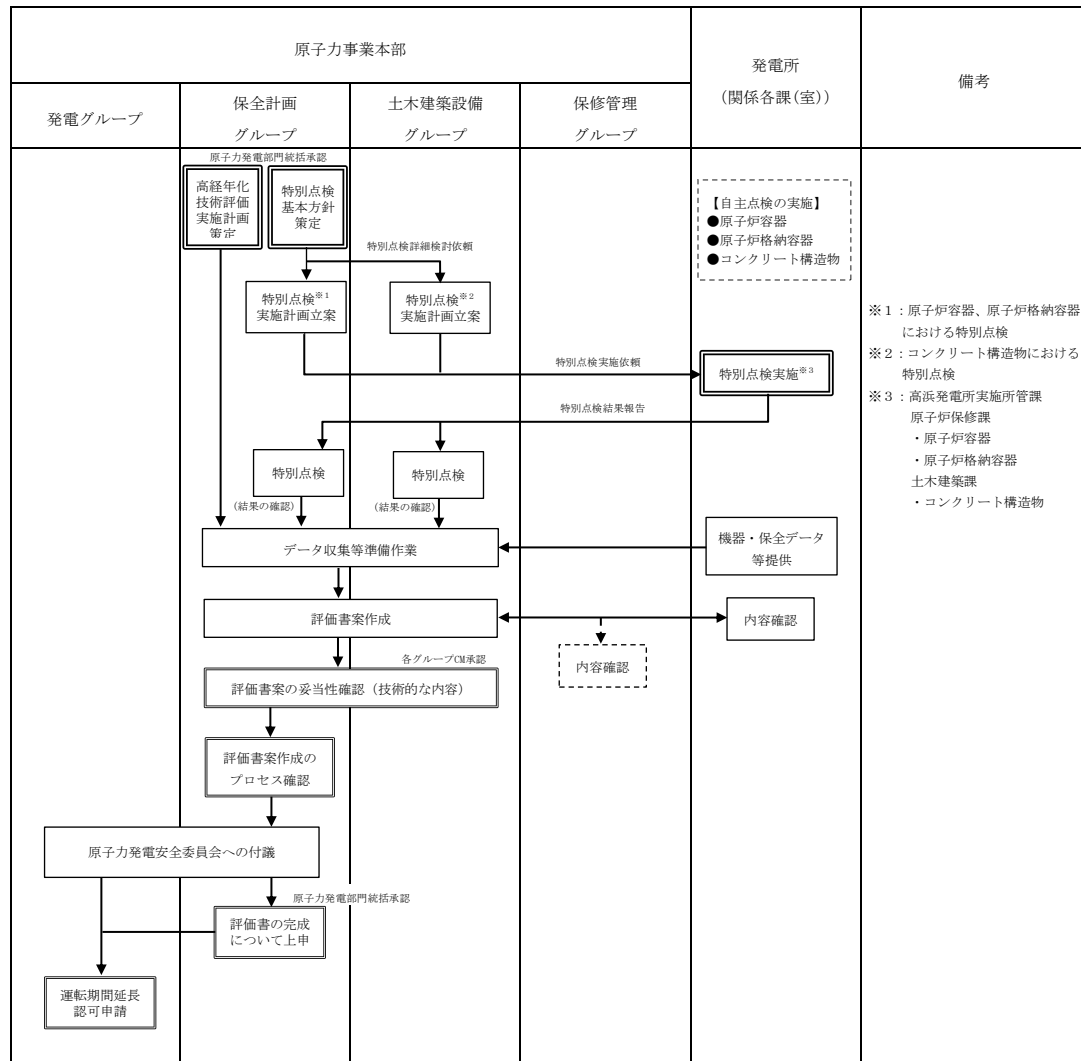 原子力事業本部
発電所
(関係各課(室))
備考
発電グループ
保全計画
グループ
土木建築設備
グループ
保修管理
グループ
原子力発電部門統括承認
高経年化
技術評価
実施計画
策定
特別点検
基本方針
策定
【自主点検の実施】
●原子炉容器
●原子炉格納容器
●コンクリート構造物
特別点検詳細検討依頼
特別点検※1
実施計画立案
特別点検※2
実施計画立案
※1：原子炉容器、原子炉格納容器
における特別点検
※2：コンクリート構造物における
特別点検
※3：高浜発電所実施所管課
原子炉保修課
・原子炉容器
・原子炉格納容器
土木建築課
・コンクリート構造物
特別点検実施依頼
特別点検実施※3
特別点検結果報告
特別点検
特別点検
(結果の確認)
(結果の確認)
データ収集等準備作業
機器・保全データ
等提供
評価書案作成
内容確認
内容確認
各グループCM承認
評価書案の妥当性確認（技術的な内容）
評価書案作成の
プロセス確認
原子力発電安全委員会への付議
原子力発電部門統括承認
評価書の完成
について上申
運転期間延長
認可申請